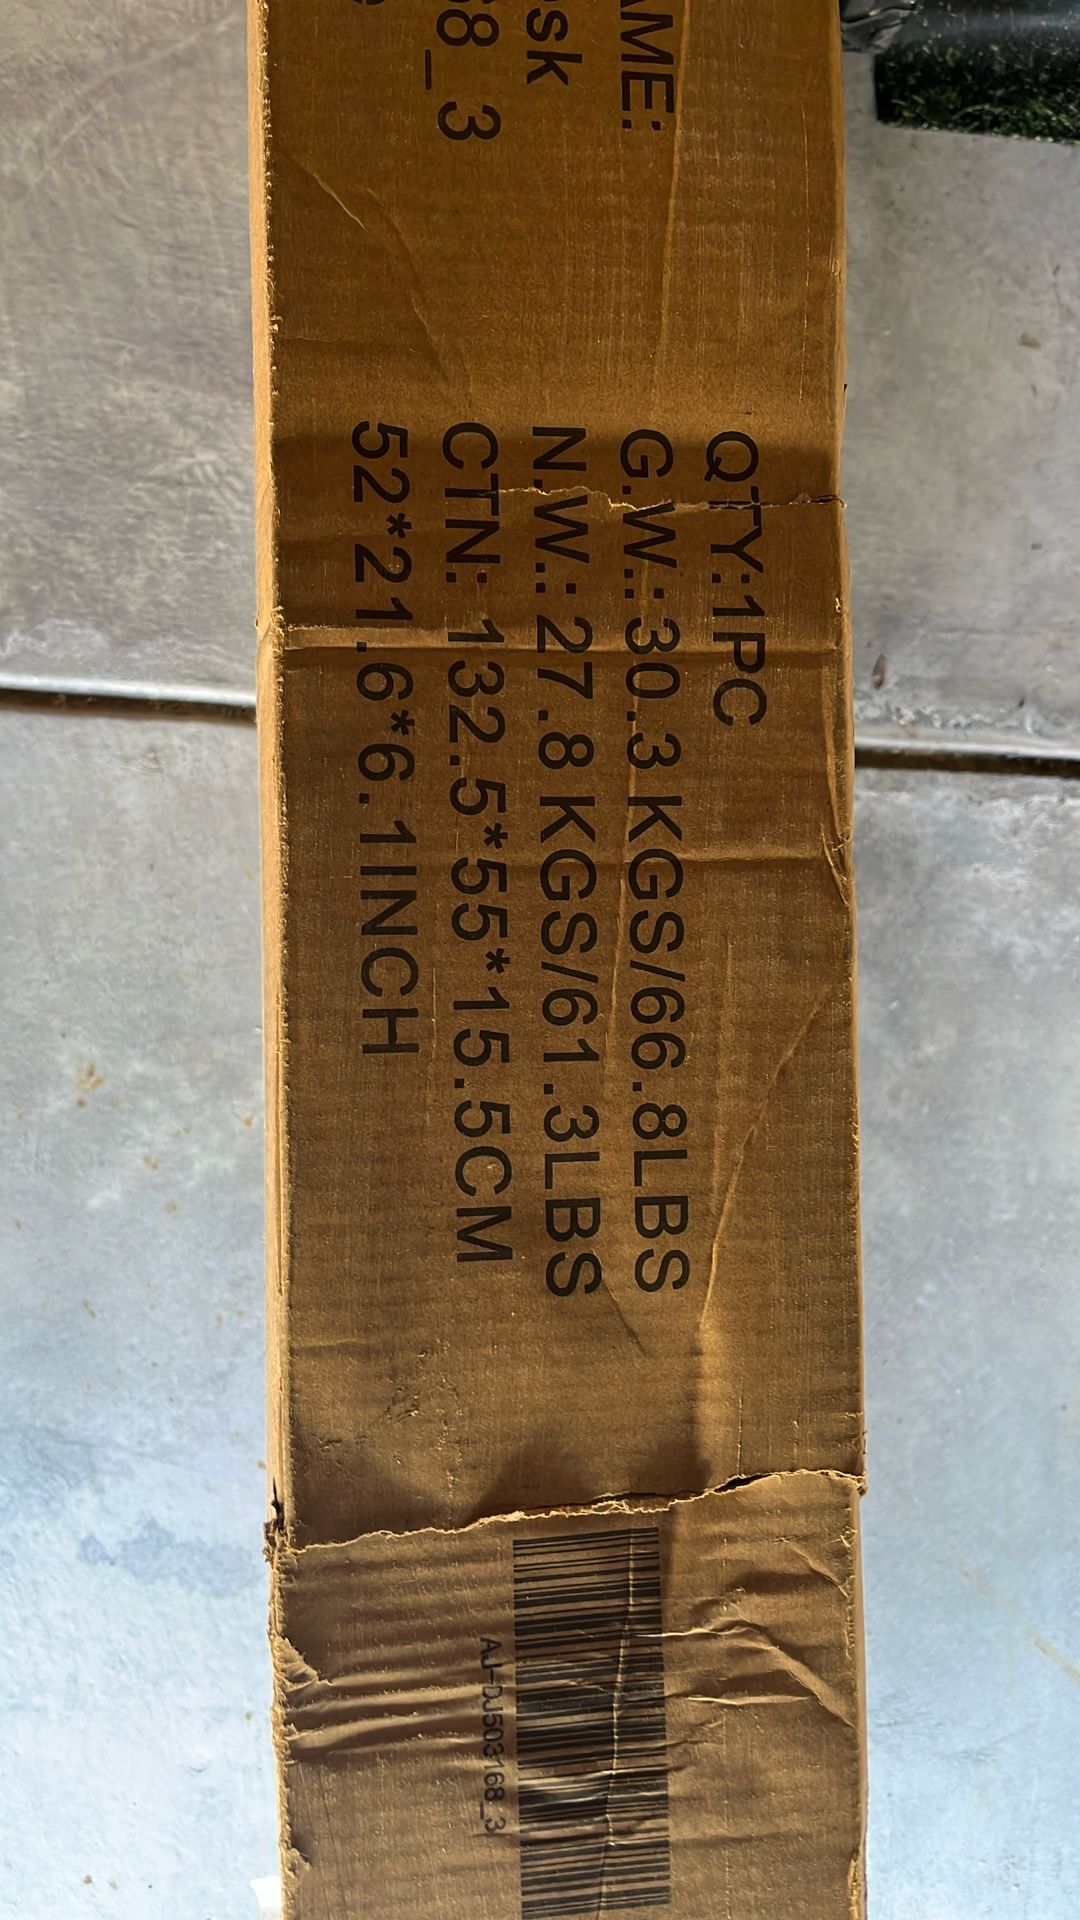 AME:
sk
68_3
QTY:1PC
G.W.:30.3 KGS/66.8LBS
N.W.: 27.8 KGS/61.3LBS
CTN: 132.5*55*15.5CM
52*21.6*6.1INCH
AJ-DJ503168_3